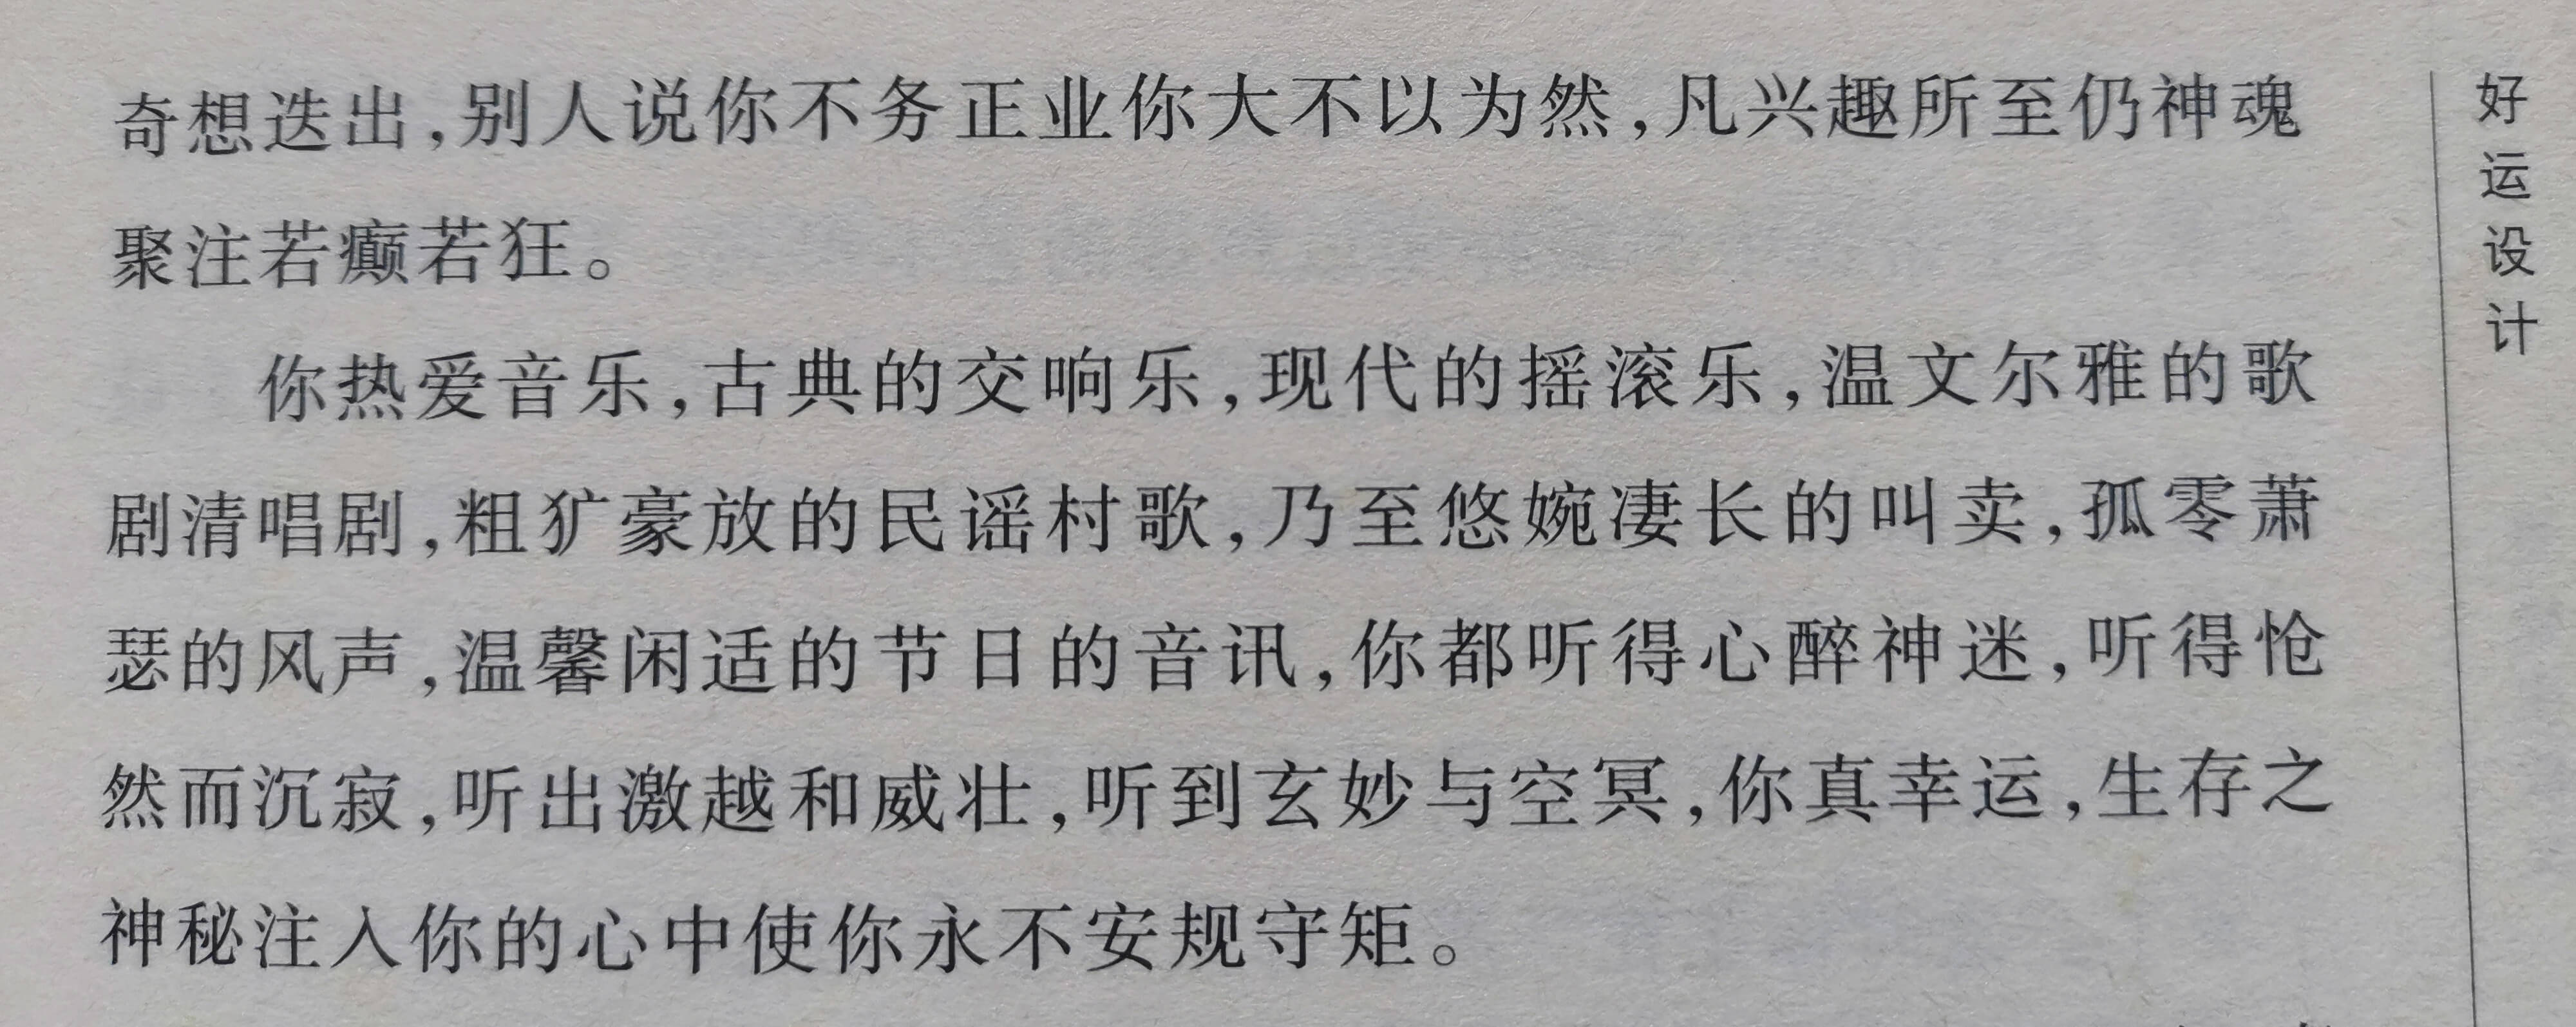 奇想迭出,别人说你不务正业你大不以为然,凡兴趣所至仍神魂
聚注若癫若狂。
你热爱音乐,古典的交响乐,现代的摇滚乐,温文尔雅的歌
剧清唱剧,粗犷豪放的民谣村歌,乃至悠婉凄长的叫卖,孤零萧
瑟的风声,温馨闲适的节日的音讯,你都听得心醉神迷,听得怆
然而沉寂,听出激越和威壮,听到玄妙与空冥,你真幸运,生存之
神秘注入你的心中使你永不安规守矩。
好运设计